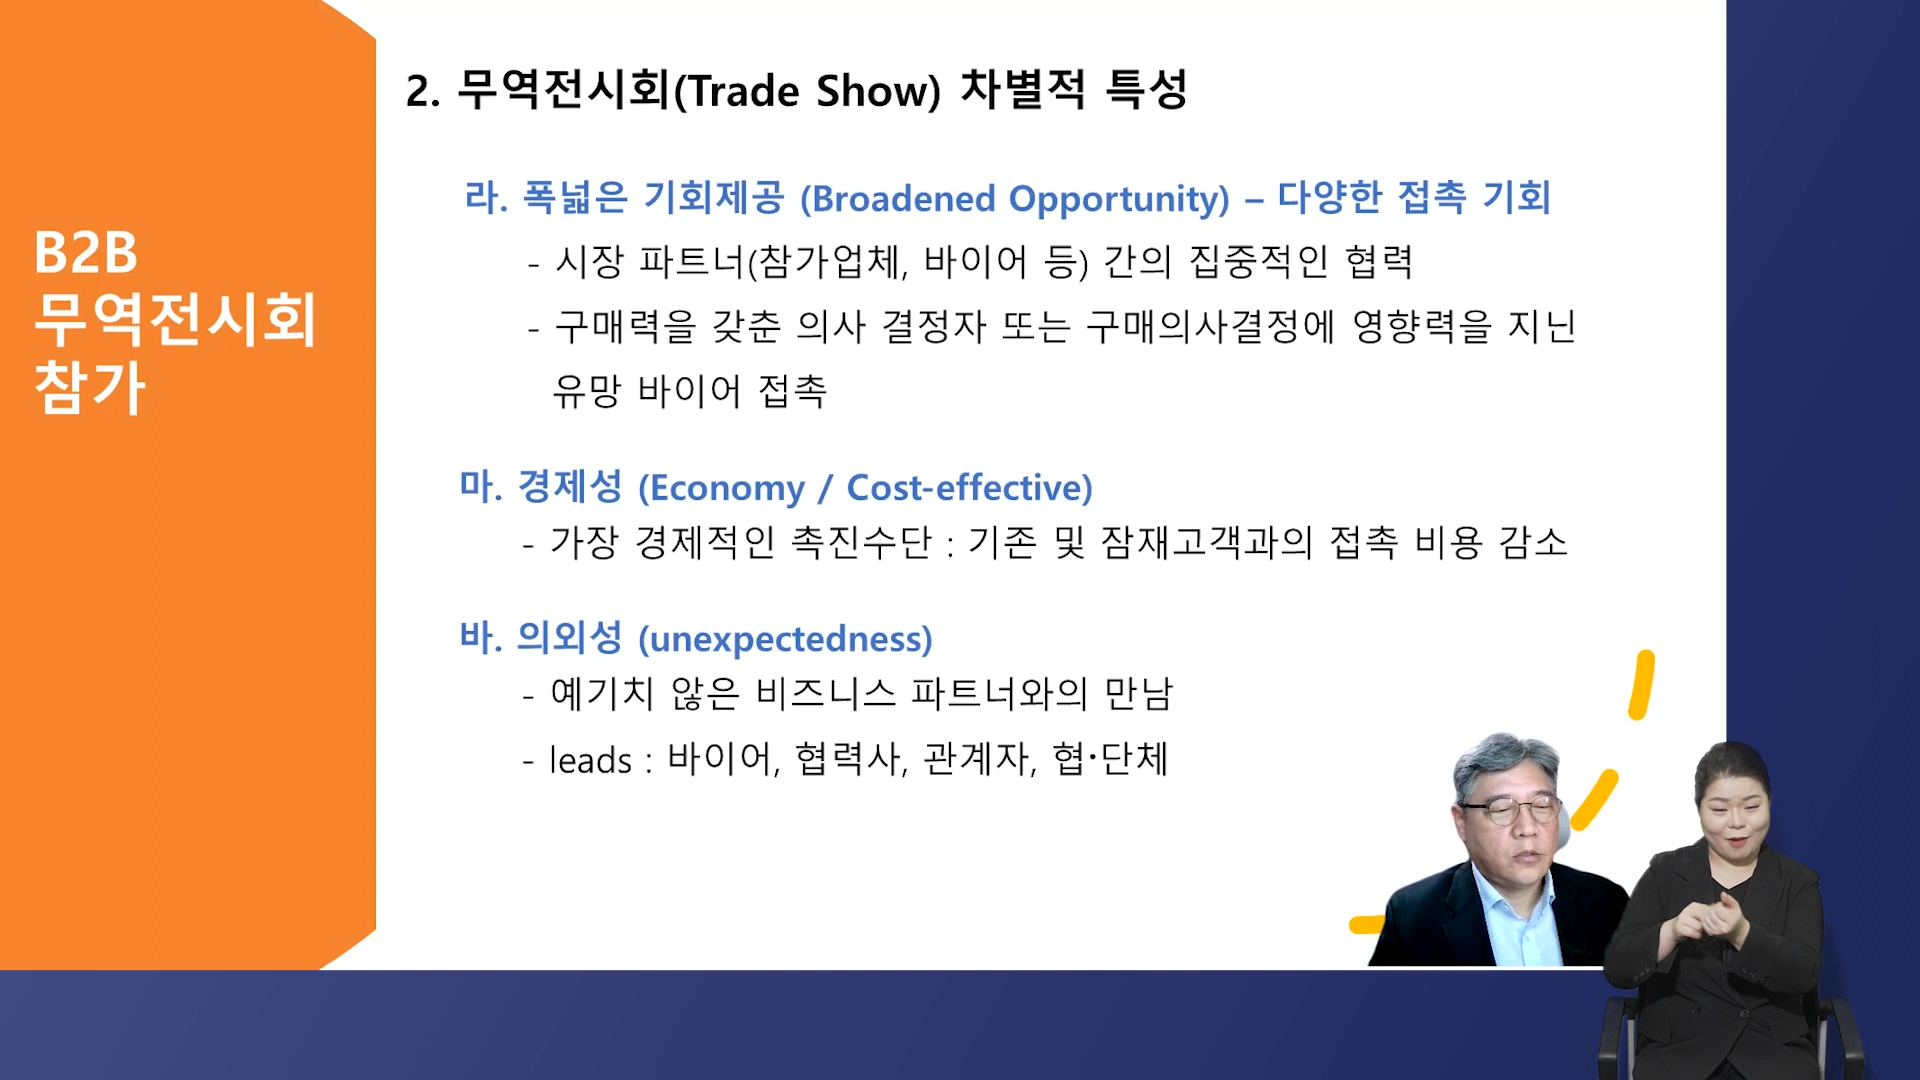 B2B
무역전시회
참가
2. 무역전시회(Trade Show) 차별적 특성
라. 폭넓은 기회제공 (Broadened Opportunity) – 다양한 접촉 기회
- 시장 파트너(참가업체, 바이어 등) 간의 집중적인 협력
- 구매력을 갖춘 의사 결정자 또는 구매의사결정에 영향력을 지닌
유망 바이어 접촉
마. 경제성 (Economy / Cost-effective)
- 가장 경제적인 촉진수단 : 기존 및 잠재고객과의 접촉 비용 감소
바. 의외성 (unexpectedness)
- 예기치 않은 비즈니스 파트너와의 만남
- leads : 바이어, 협력사, 관계자, 협·단체